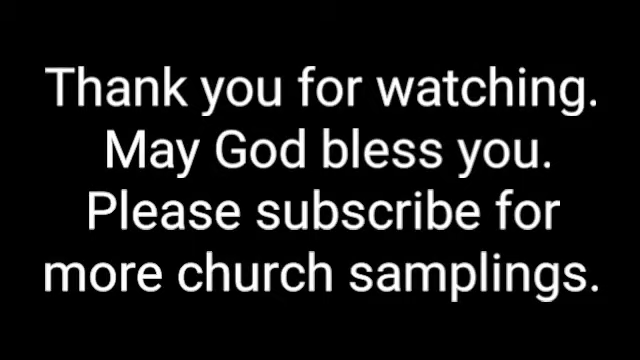 Thank you for watching.
May God bless you.
Please subscribe for
more church samplings.